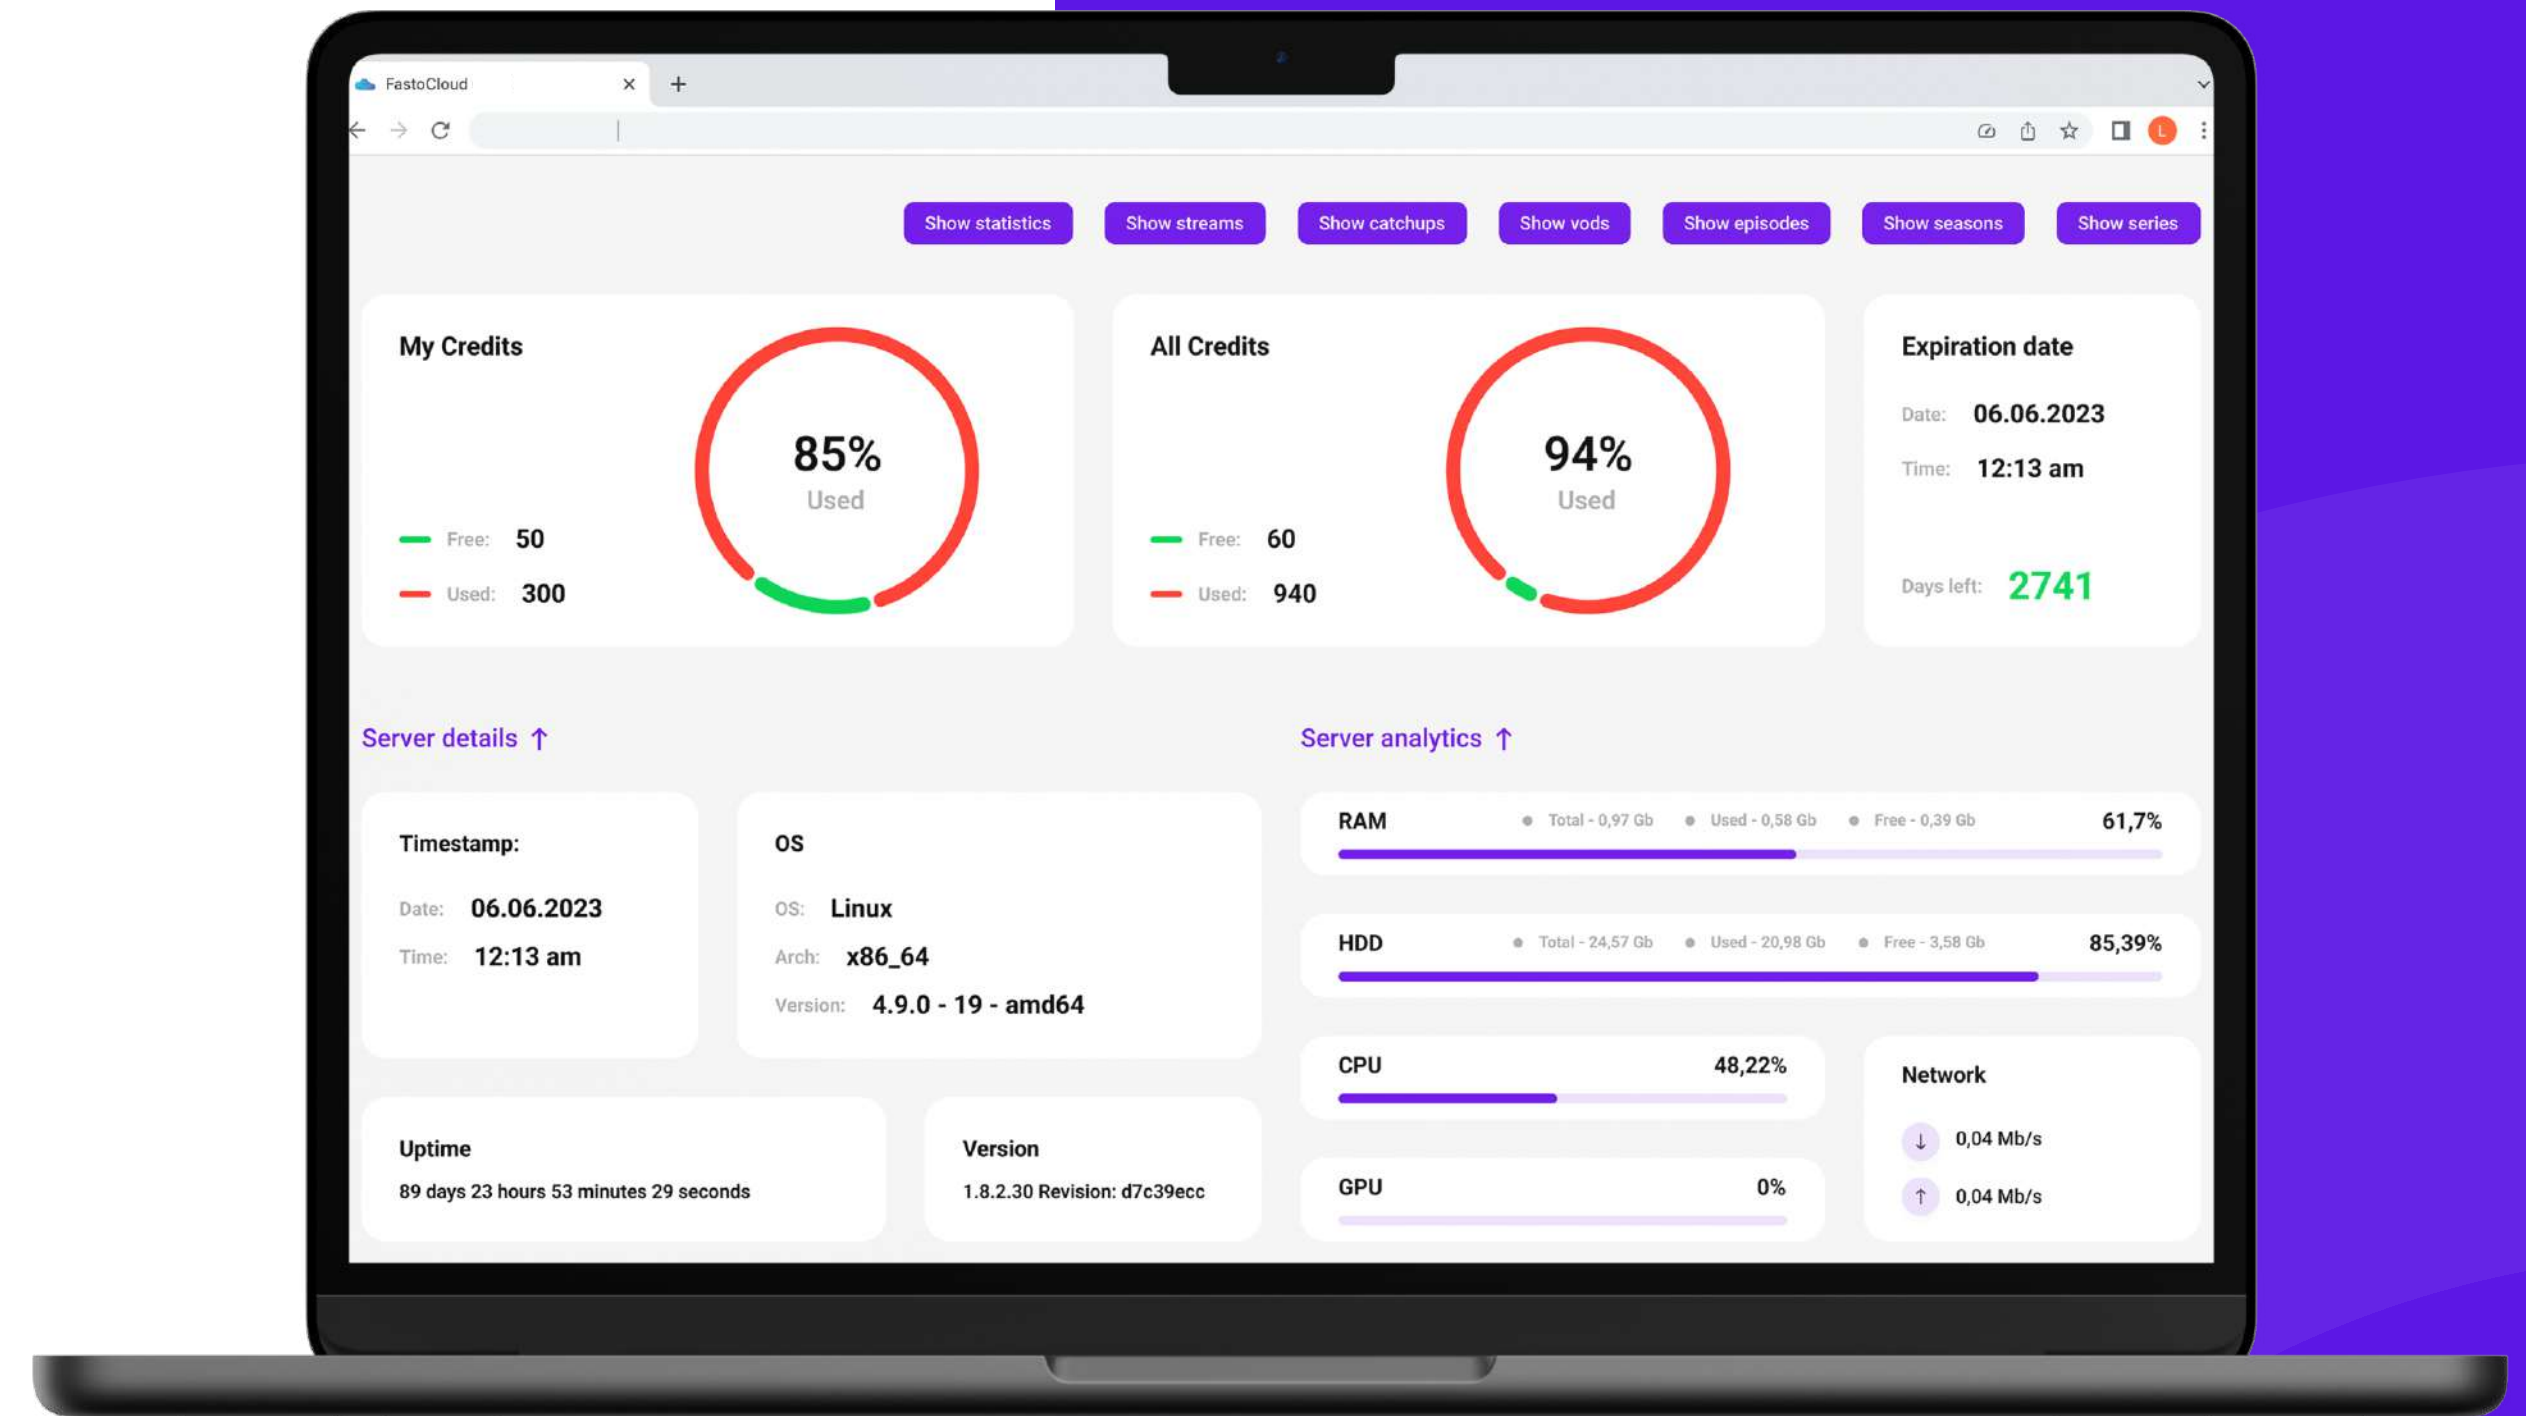 FastoCloud
L
Show statistics
Show streams
Show catchups
Show vods
Show episodes
Show seasons
Show series
My Credits
85%
Used
Free: 50
Used: 300
All Credits
94%
Used
Free: 60
Used: 940
Expiration date
Date: 06.06.2023
Time: 12:13 am
Days left: 2741
Server details ↑
Timestamp:
Date: 06.06.2023
Time: 12:13 am
OS
OS: Linux
Arch: x86_64
Version: 4.9.0 - 19 - amd64
Uptime
89 days 23 hours 53 minutes 29 seconds
Version
1.8.2.30 Revision: d7c39ecc
Server analytics ↑
RAM Total - 0,97 Gb Used - 0,58 Gb Free - 0,39 Gb 61,7%
HDD Total - 24,57 Gb Used - 20,98 Gb Free - 3,58 Gb 85,39%
CPU 48,22%
GPU 0%
Network
↓ 0,04 Mb/s
↑ 0,04 Mb/s